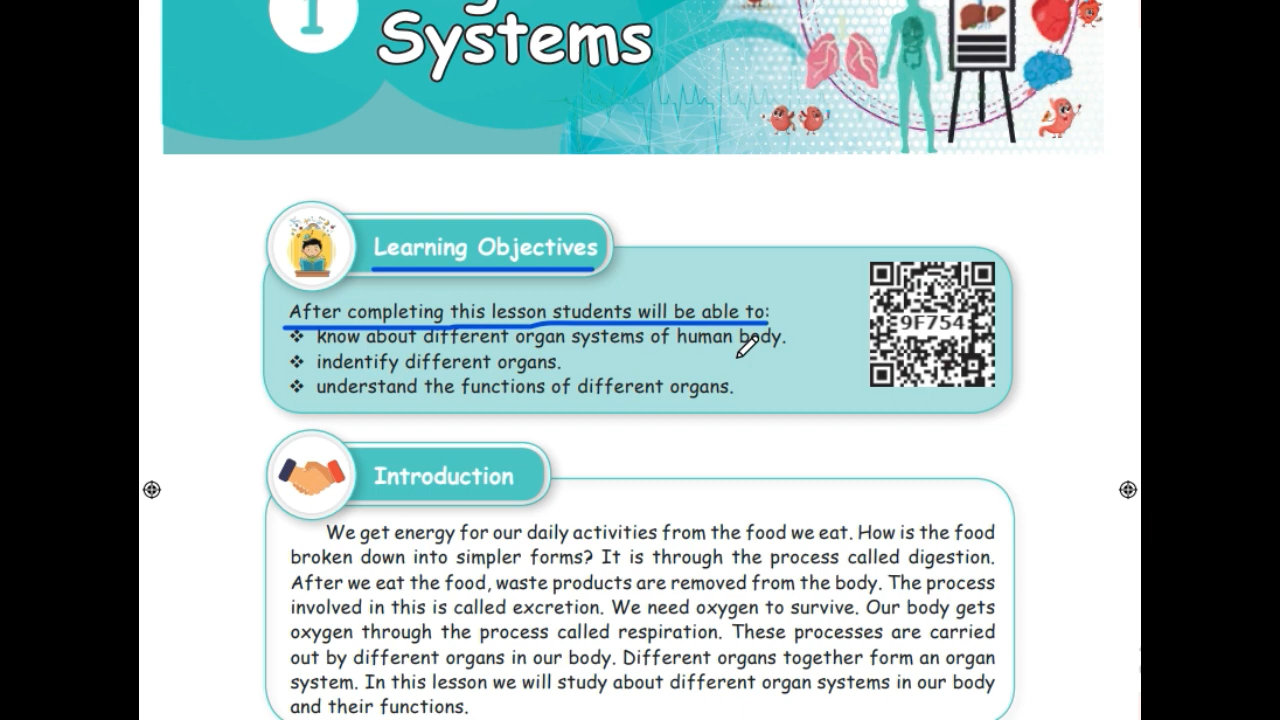 1
Systems
Learning Objectives
After completing this lesson students will be able to:
❖ know about different organ systems of human body.
❖ indentify different organs.
❖ understand the functions of different organs.
9F754
Introduction
We get energy for our daily activities from the food we eat. How is the food
broken down into simpler forms? It is through the process called digestion.
After we eat the food, waste products are removed from the body. The process
involved in this is called excretion. We need oxygen to survive. Our body gets
oxygen through the process called respiration. These processes are carried
out by different organs in our body. Different organs together form an organ
system. In this lesson we will study about different organ systems in our body
and their functions.